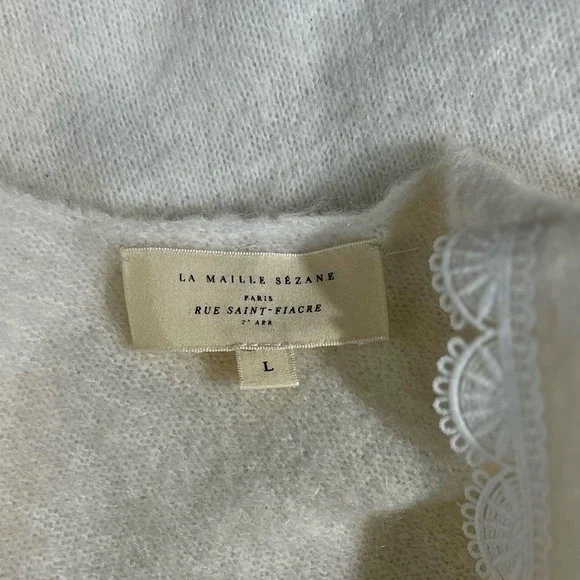 LA MAILLE SÉZANE
PARIS
RUE SAINT-FIACRE
2ᵉ ARR
L